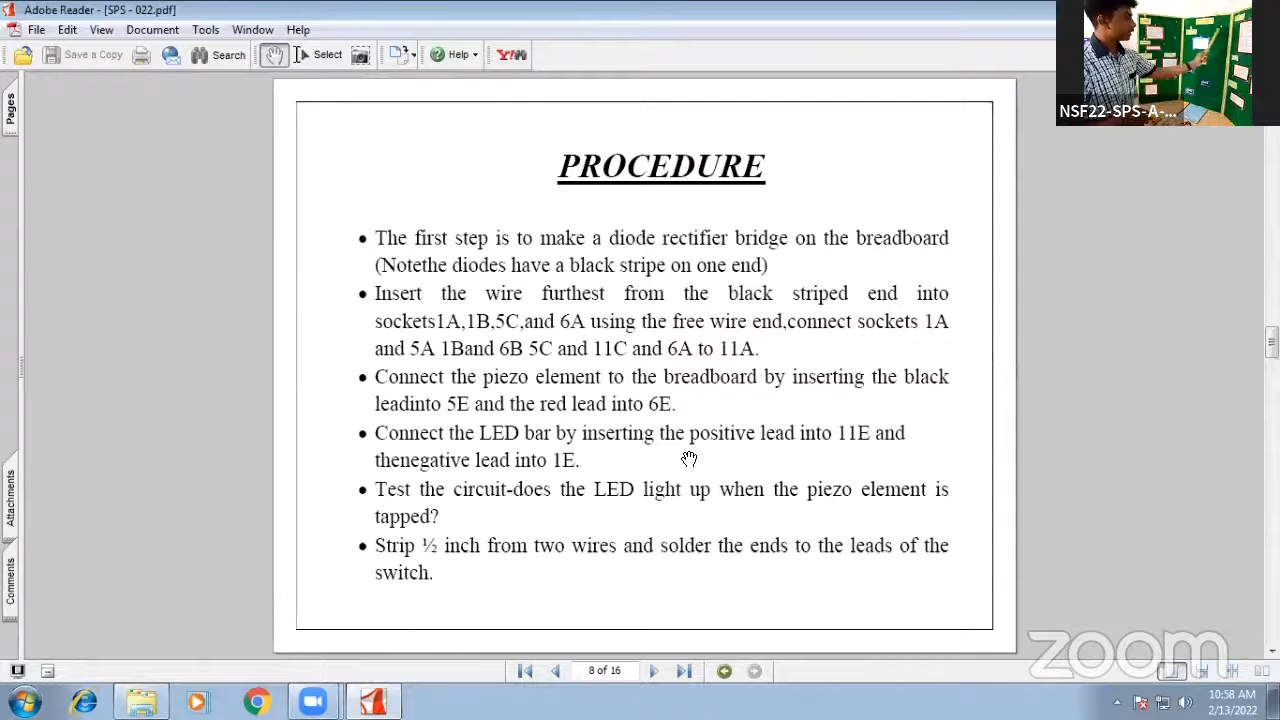 Adobe Reader - [SPS - 022.pdf]
File Edit View Document Tools Window Help
Save a Copy Search Select Help Y!
NSF22-SPS-A-...
Pages
Attachments
Comments
PROCEDURE
• The first step is to make a diode rectifier bridge on the breadboard
(Notethe diodes have a black stripe on one end)
• Insert the wire furthest from the black striped end into
sockets1A,1B,5C,and 6A using the free wire end,connect sockets 1A
and 5A 1Band 6B 5C and 11C and 6A to 11A.
• Connect the piezo element to the breadboard by inserting the black
leadinto 5E and the red lead into 6E.
• Connect the LED bar by inserting the positive lead into 11E and
thenegative lead into 1E.
• Test the circuit-does the LED light up when the piezo element is
tapped?
• Strip ½ inch from two wires and solder the ends to the leads of the
switch.
zoom
8 of 16
10:58 AM
2/13/2022